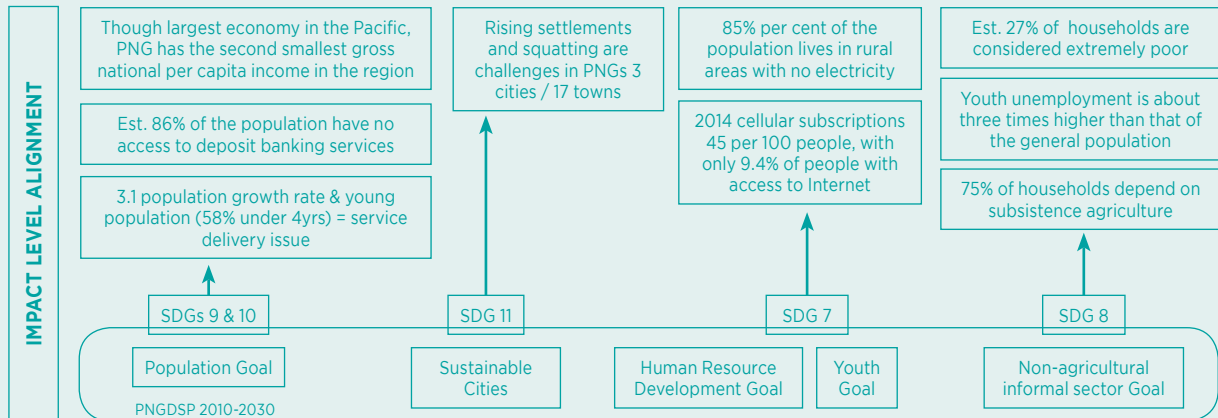 IMPACT LEVEL ALIGNMENT
Though largest economy in the Pacific,
PNG has the second smallest gross
national per capita income in the region
Est. 86% of the population have no
access to deposit banking services
3.1 population growth rate & young
population (58% under 4yrs) = service
delivery issue
Rising settlements
and squatting are
challenges in PNGs 3
cities / 17 towns
85% per cent of the
population lives in rural
areas with no electricity
2014 cellular subscriptions
45 per 100 people, with
only 9.4% of people with
access to Internet
Est. 27% of households are
considered extremely poor
Youth unemployment is about
three times higher than that of
the general population
75% of households depend on
subsistence agriculture
SDGs 9 & 10
SDG 11
SDG 7
SDG 8
Population Goal
Sustainable
Cities
Human Resource
Development Goal
Youth
Goal
Non-agricultural
informal sector Goal
PNGDSP 2010-2030